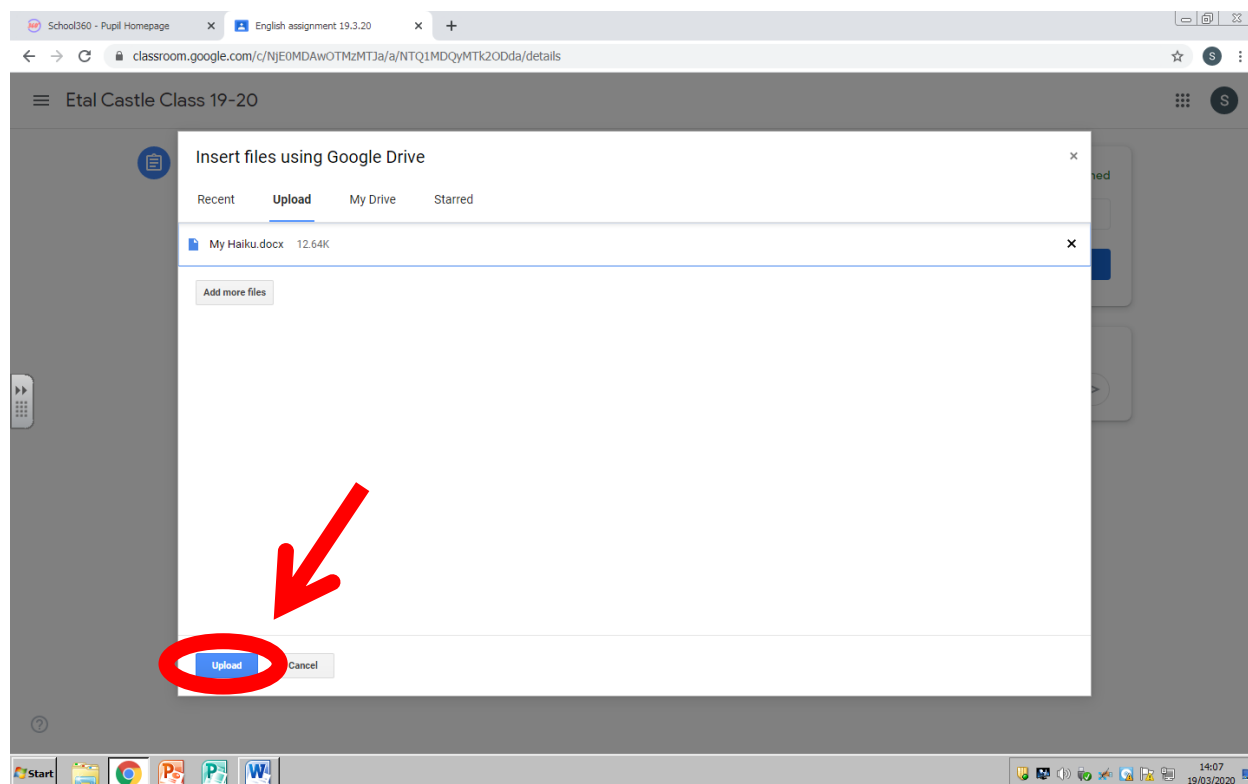 School360 - Pupil Homepage
English assignment 19.3.20
classroom.google.com/c/NjE0MDAwOTMzMTJa/a/NTQ1MDQyMTk2ODda/details
S
Etal Castle Class 19-20
S
Insert files using Google Drive
Recent Upload My Drive Starred
My Haiku.docx 12.64K
Add more files
Upload Cancel
Start
14:07
19/03/2020